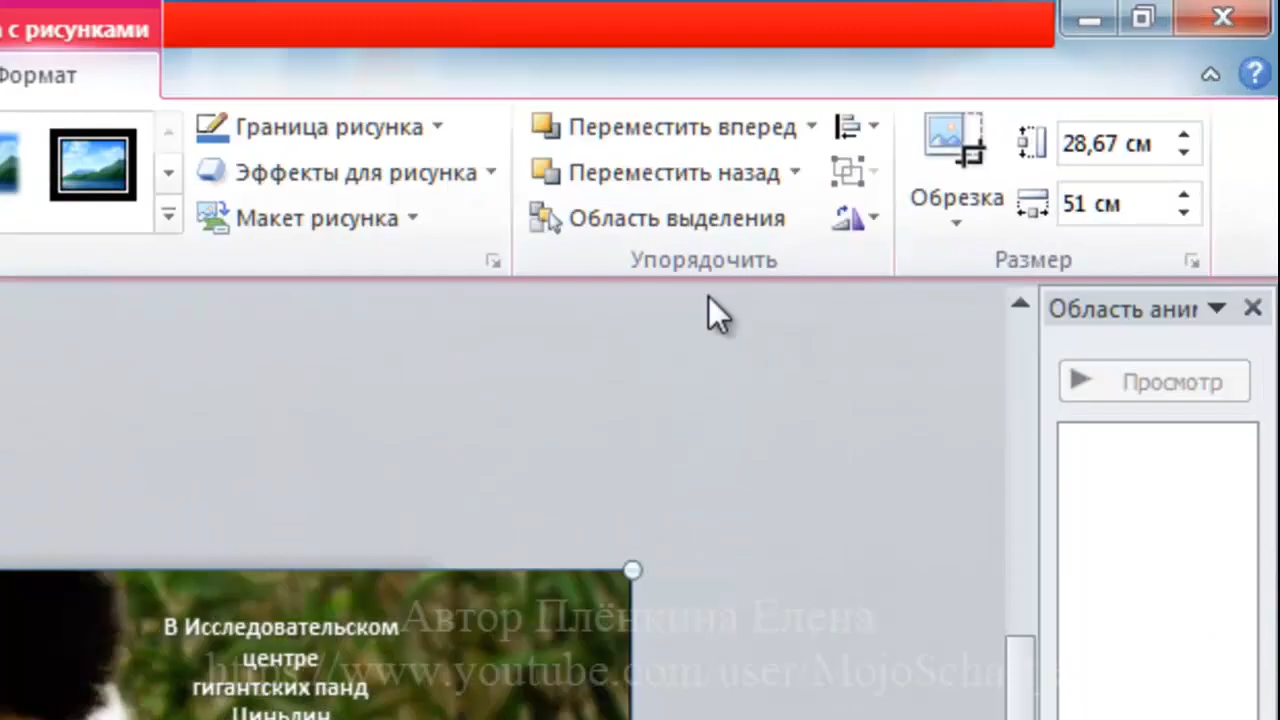 с рисунками
Формат
Граница рисунка
Эффекты для рисунка
Макет рисунка
Переместить вперед
Переместить назад
Область выделения
Упорядочить
Обрезка
28,67 см
51 см
Размер
Область аним
Просмотр
Автор Плёнкина Елена
https://www.youtube.com/user/MojoScha
В Исследовательском
центре
гигантских панд